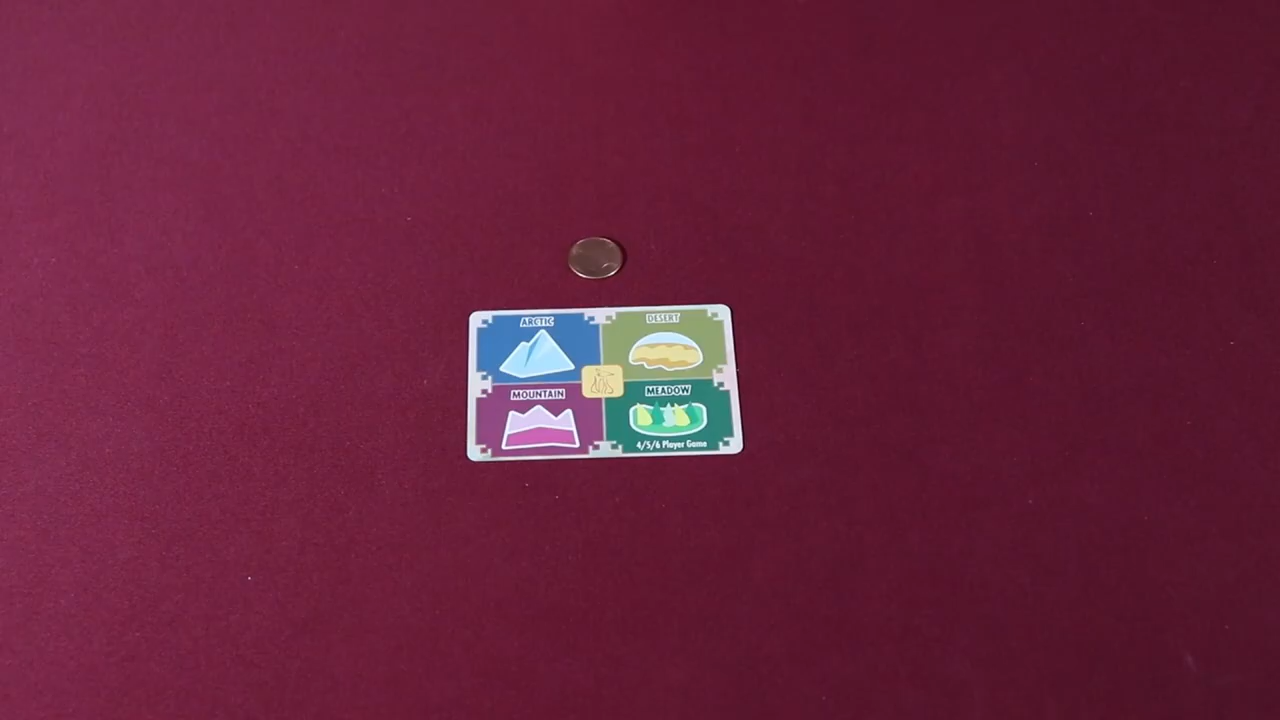 ARCTIC
DESERT
MOUNTAIN
MEADOW
4/5/6 Player Game